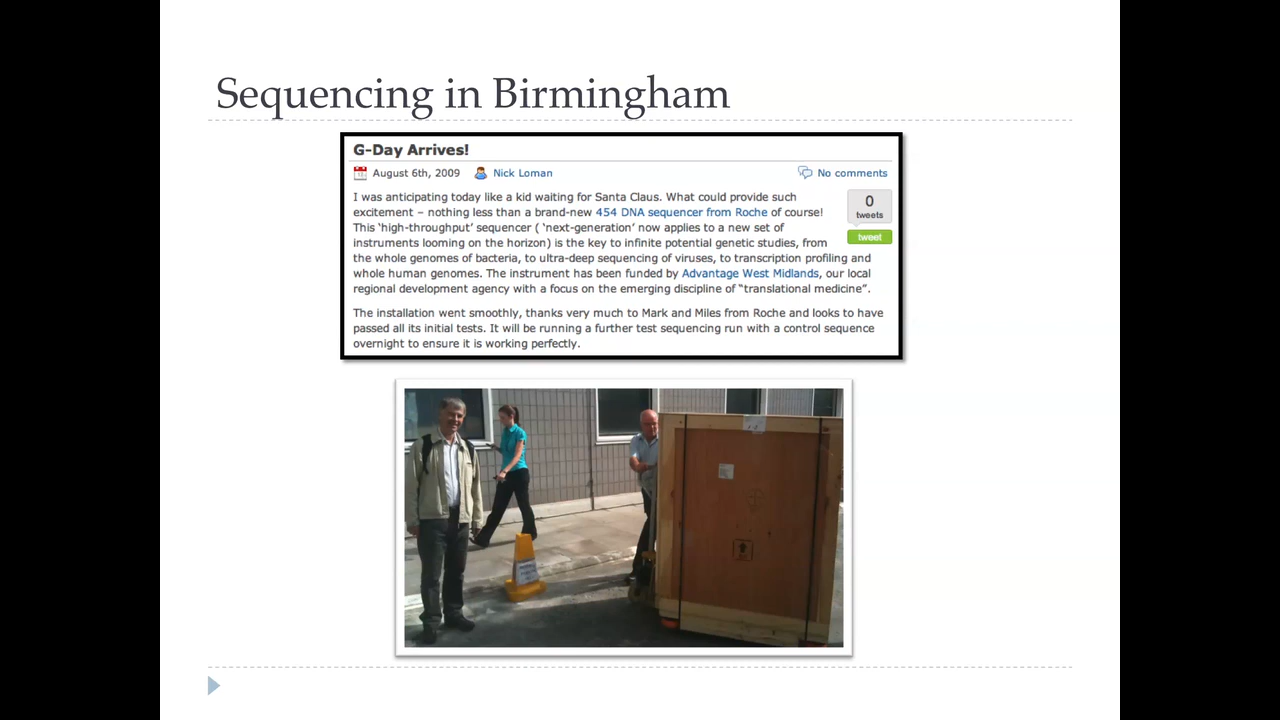 Sequencing in Birmingham
G-Day Arrives!
August 6th, 2009 Nick Loman No comments
I was anticipating today like a kid waiting for Santa Claus. What could provide such
excitement – nothing less than a brand-new 454 DNA sequencer from Roche of course!
This ‘high-throughput’ sequencer ( ‘next-generation’ now applies to a new set of
instruments looming on the horizon) is the key to infinite potential genetic studies, from
the whole genomes of bacteria, to ultra-deep sequencing of viruses, to transcription profiling and
whole human genomes. The instrument has been funded by Advantage West Midlands, our local
regional development agency with a focus on the emerging discipline of “translational medicine”.
0
tweets
tweet
The installation went smoothly, thanks very much to Mark and Miles from Roche and looks to have
passed all its initial tests. It will be running a further test sequencing run with a control sequence
overnight to ensure it is working perfectly.